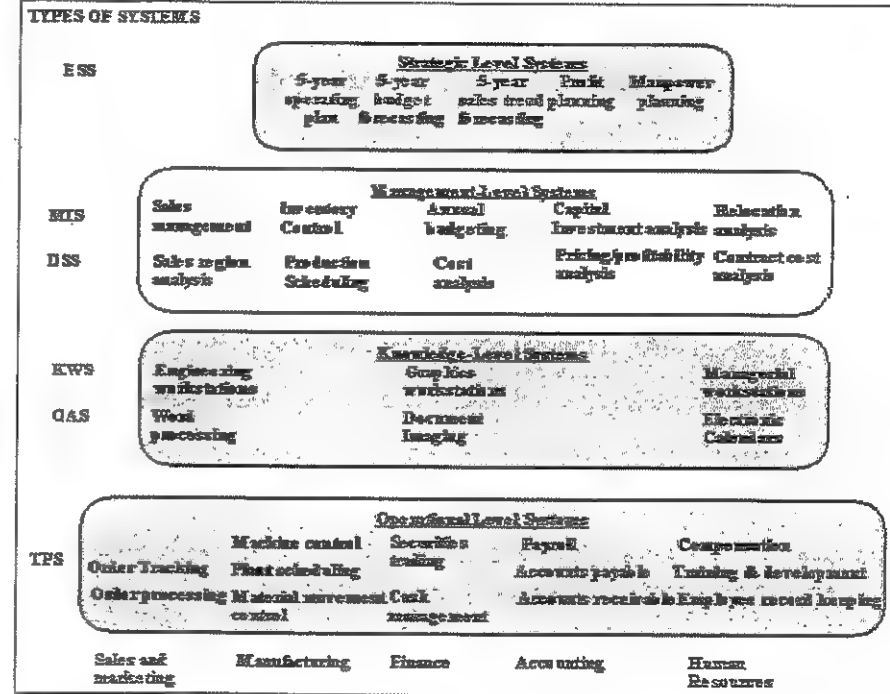 TYPES OF SYSTEMS
ESS
Strategic Level Systems
5-year 5-year 5-year Profit Manpower
operating budget sales trend planning planning
plan forecasting forecasting
Management-Level Systems
MIS
Sales Inventory Annual Capital Relocation
management Control budgeting Investment analysis analysis
DSS
Sales region Production Cost Pricing/profitability Contract cost
analysis Scheduling analysis analysis analysis
Knowledge-Level Systems
KWS
Engineering Graphics Managerial
workstations workstations workstations
OAS
Word Document Electronic
processing Imaging Calendars
Operational Level Systems
Machine control Securities Payroll Compensation
trading
TPS
Order Tracking Plant scheduling Accounts payable Training & development
Order processing Material movement Cash Accounts receivable Employee record keeping
control management
Sales and Manufacturing Finance Accounting Human
marketing Resources